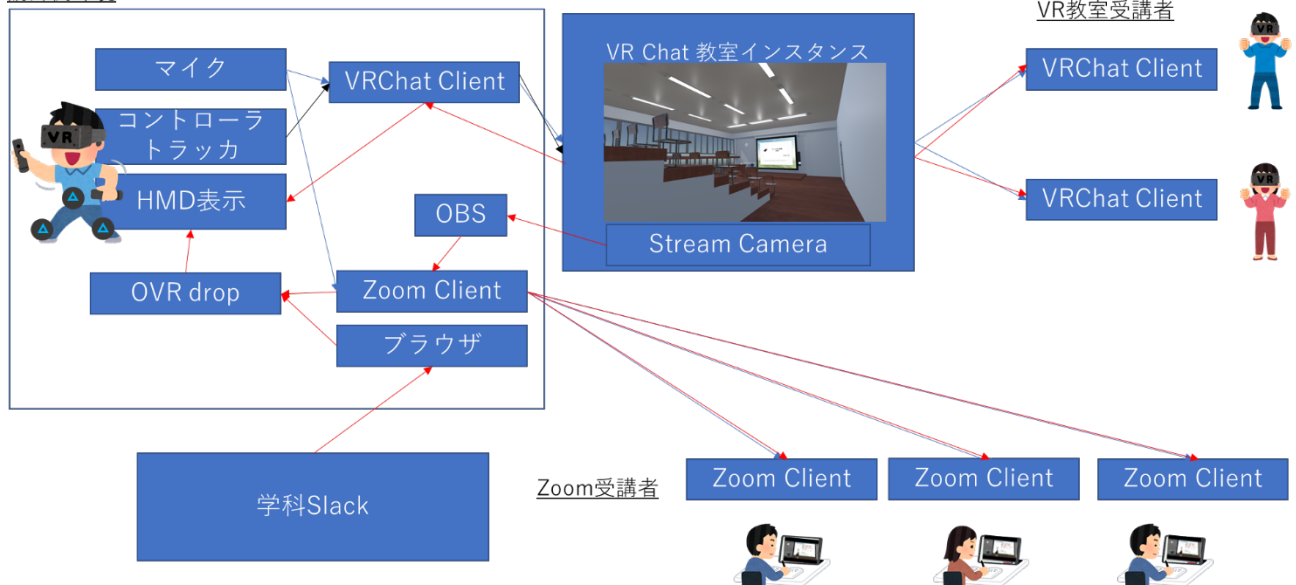 VR教室受講者
マイク
VRChat Client
VR Chat 教室インスタンス
VRChat Client
コントローラ
トラッカ
VR
HMD表示
OBS
VRChat Client
VR
Stream Camera
OVR drop
Zoom Client
ブラウザ
学科Slack
Zoom受講者
Zoom Client
Zoom Client
Zoom Client